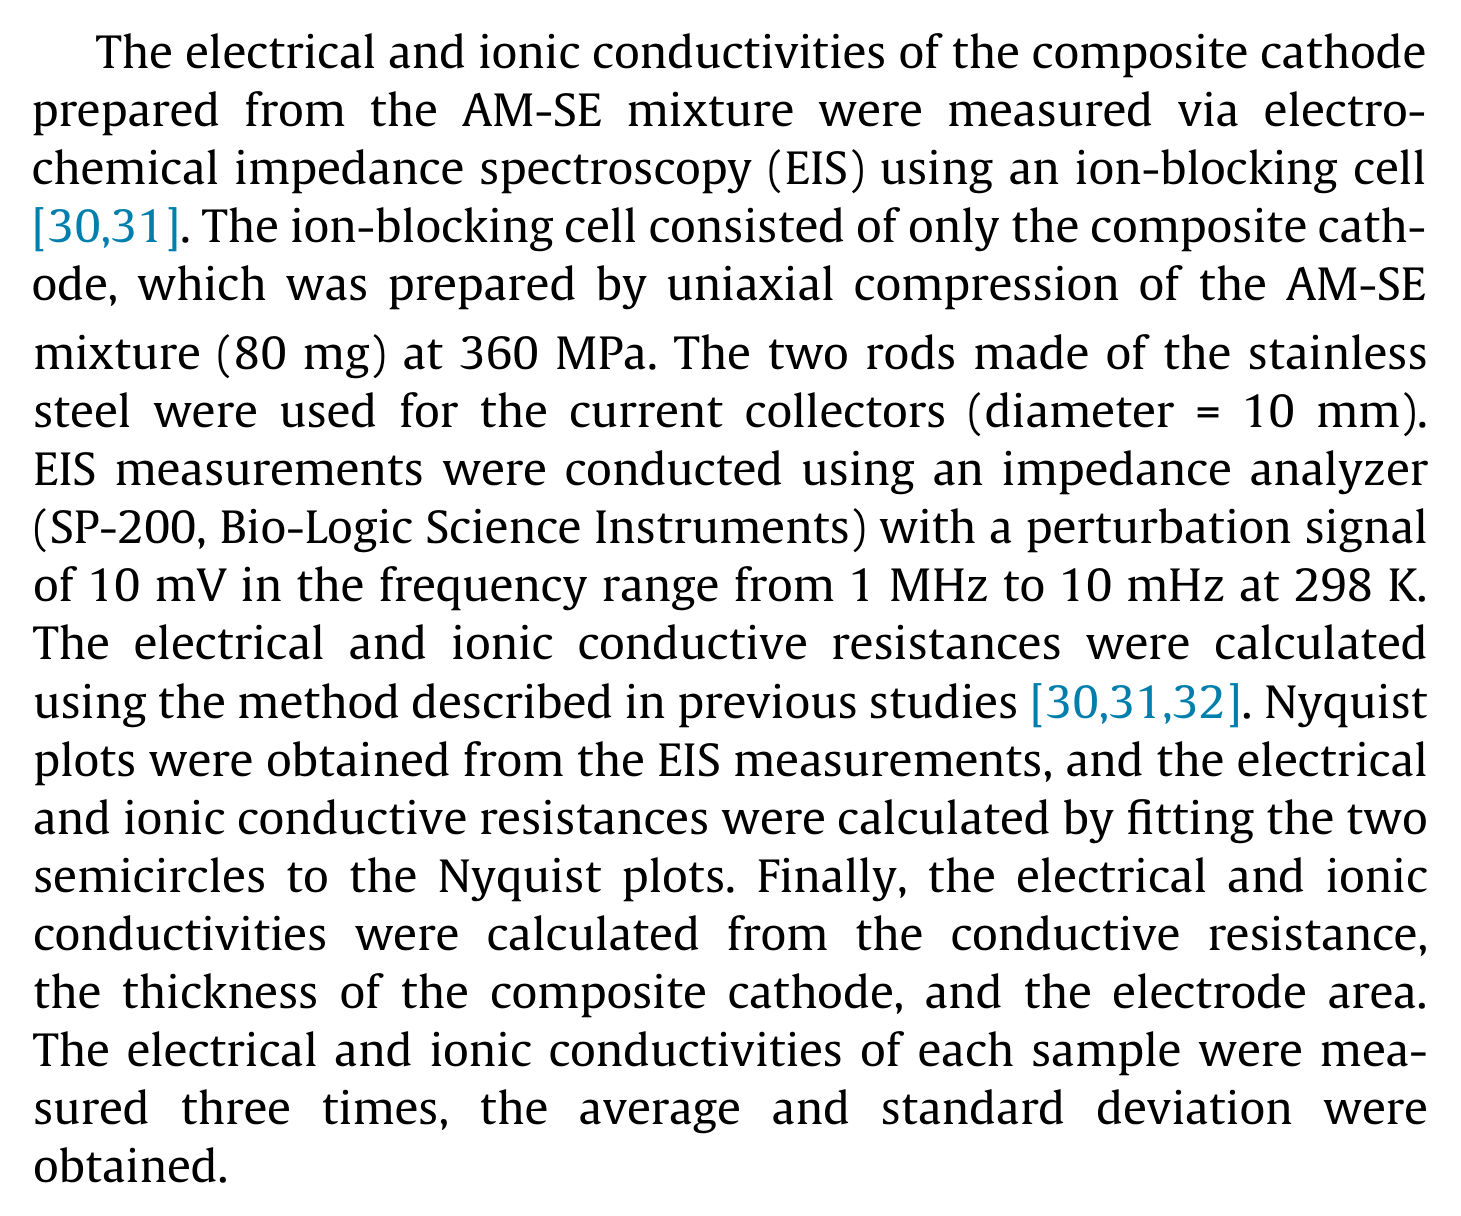 The electrical and ionic conductivities of the composite cathode
prepared from the AM-SE mixture were measured via electro-
chemical impedance spectroscopy (EIS) using an ion-blocking cell
[30,31]. The ion-blocking cell consisted of only the composite cath-
ode, which was prepared by uniaxial compression of the AM-SE
mixture (80 mg) at 360 MPa. The two rods made of the stainless
steel were used for the current collectors (diameter = 10 mm).
EIS measurements were conducted using an impedance analyzer
(SP-200, Bio-Logic Science Instruments) with a perturbation signal
of 10 mV in the frequency range from 1 MHz to 10 mHz at 298 K.
The electrical and ionic conductive resistances were calculated
using the method described in previous studies [30,31,32]. Nyquist
plots were obtained from the EIS measurements, and the electrical
and ionic conductive resistances were calculated by fitting the two
semicircles to the Nyquist plots. Finally, the electrical and ionic
conductivities were calculated from the conductive resistance,
the thickness of the composite cathode, and the electrode area.
The electrical and ionic conductivities of each sample were mea-
sured three times, the average and standard deviation were
obtained.